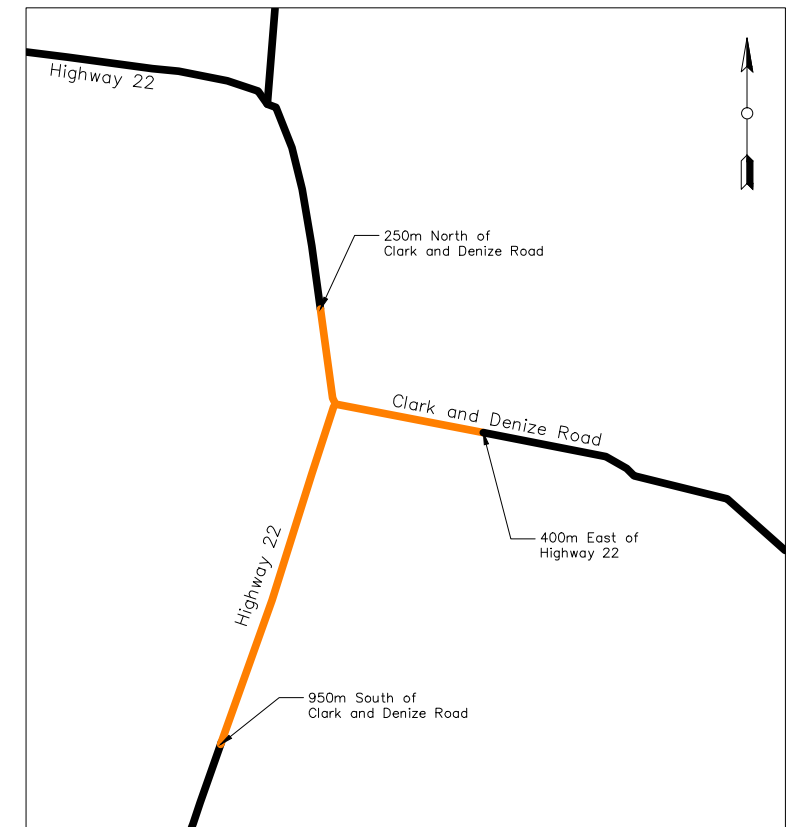 Highway 22
250m North of
Clark and Denize Road
Clark and Denize Road
Highway 22
400m East of
Highway 22
950m South of
Clark and Denize Road